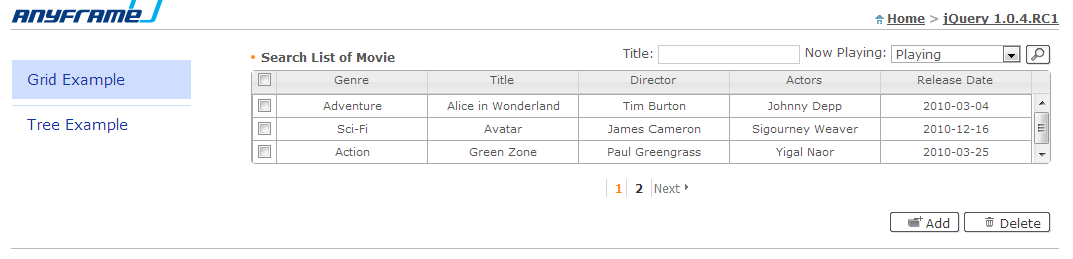 ANYFRAME
Home > jQuery 1.0.4.RC1
Grid Example
Tree Example
Search List of Movie Title: Now Playing: Playing
Genre Title Director Actors Release Date
Adventure Alice in Wonderland Tim Burton Johnny Depp 2010-03-04
Sci-Fi Avatar James Cameron Sigourney Weaver 2010-12-16
Action Green Zone Paul Greengrass Yigal Naor 2010-03-25
1 2 Next
Add Delete